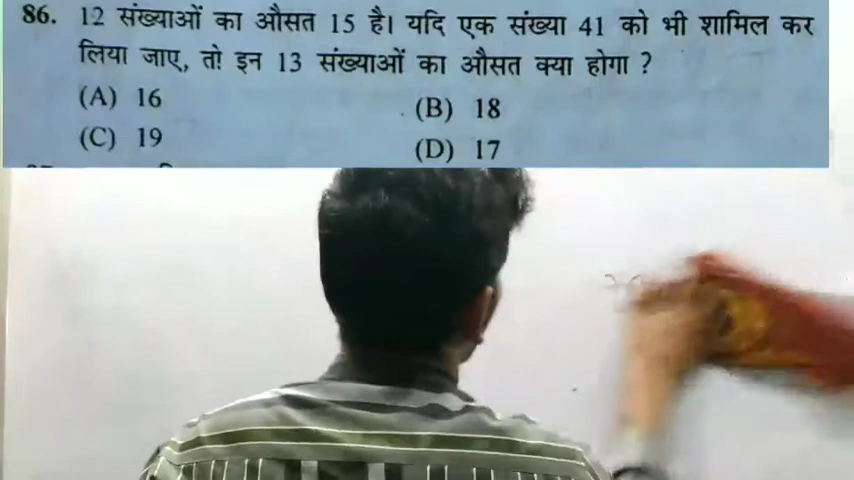 86. 12 संख्याओं का औसत 15 है। यदि एक संख्या 41 को भी शामिल कर
लिया जाए, तो इन 13 संख्याओं का औसत क्या होगा ?
(A) 16 (B) 18
(C) 19 (D) 17